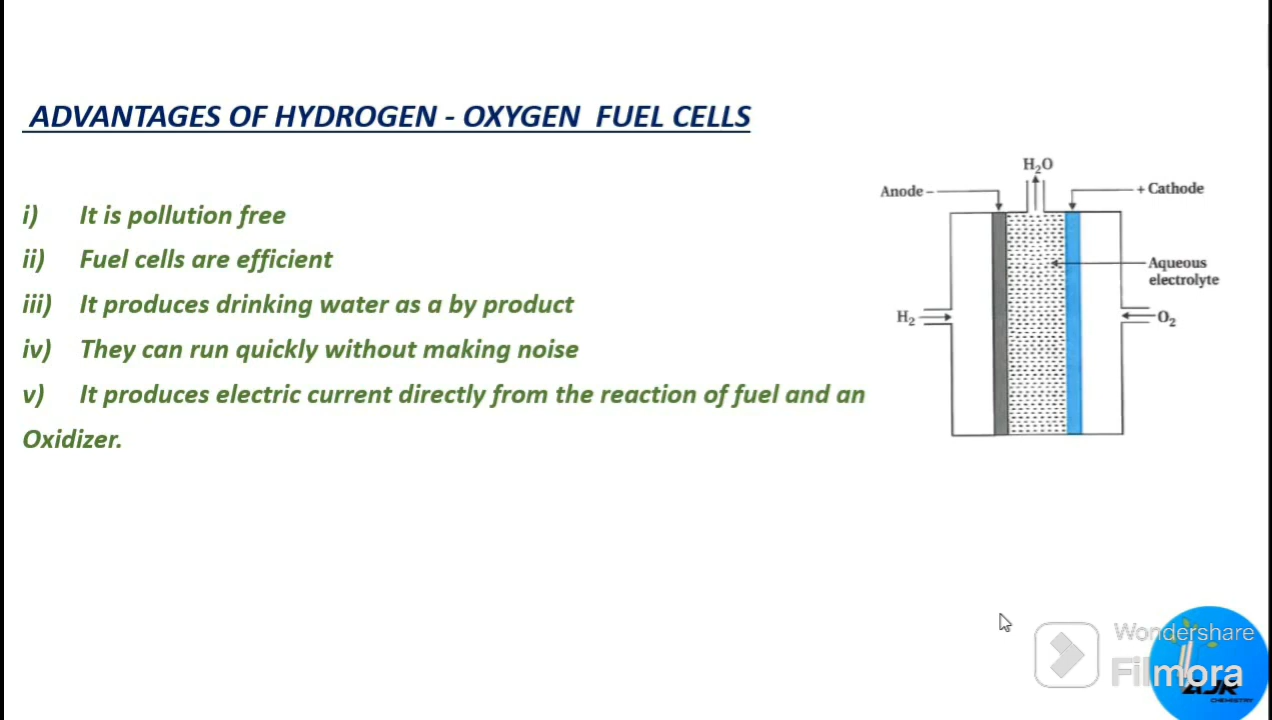 ADVANTAGES OF HYDROGEN - OXYGEN FUEL CELLS
i) It is pollution free
ii) Fuel cells are efficient
iii) It produces drinking water as a by product
iv) They can run quickly without making noise
v) It produces electric current directly from the reaction of fuel and an
Oxidizer.
H₂O
Anode –
+ Cathode
Aqueous
electrolyte
H₂
O₂
Wondershare
Filmora
AJR
CHEMISTRY